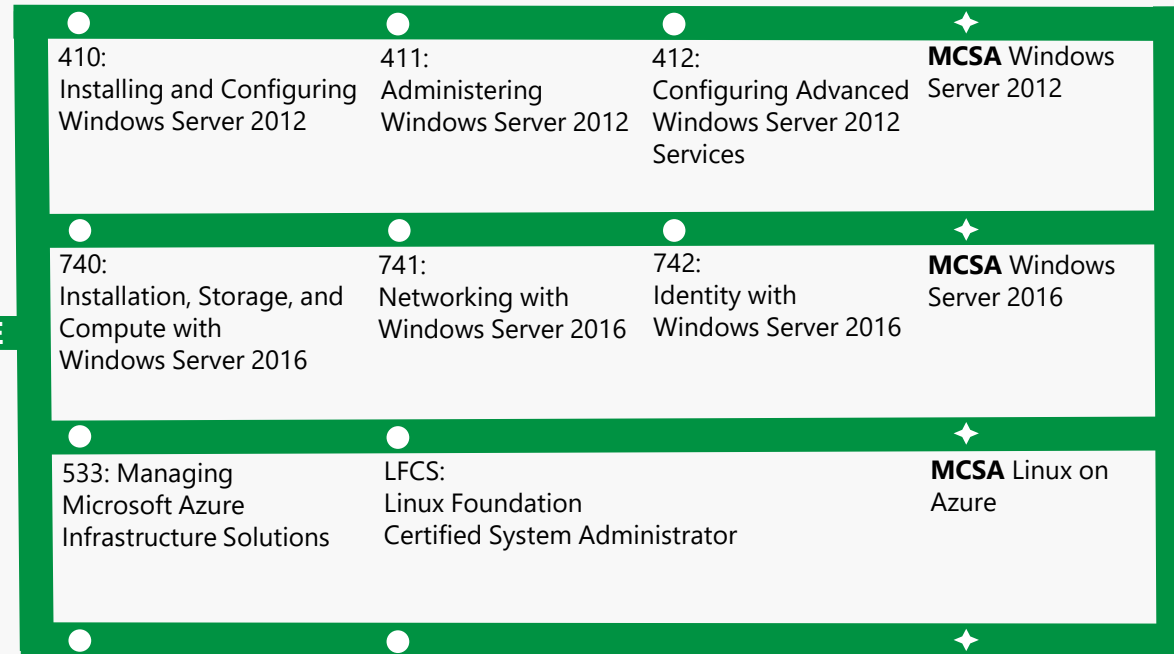 410:
Installing and Configuring
Windows Server 2012
411:
Administering
Windows Server 2012
412:
Configuring Advanced
Windows Server 2012
Services
MCSA Windows
Server 2012
740:
Installation, Storage, and
Compute with
Windows Server 2016
741:
Networking with
Windows Server 2016
742:
Identity with
Windows Server 2016
MCSA Windows
Server 2016
533: Managing
Microsoft Azure
Infrastructure Solutions
LFCS:
Linux Foundation
Certified System Administrator
MCSA Linux on
Azure